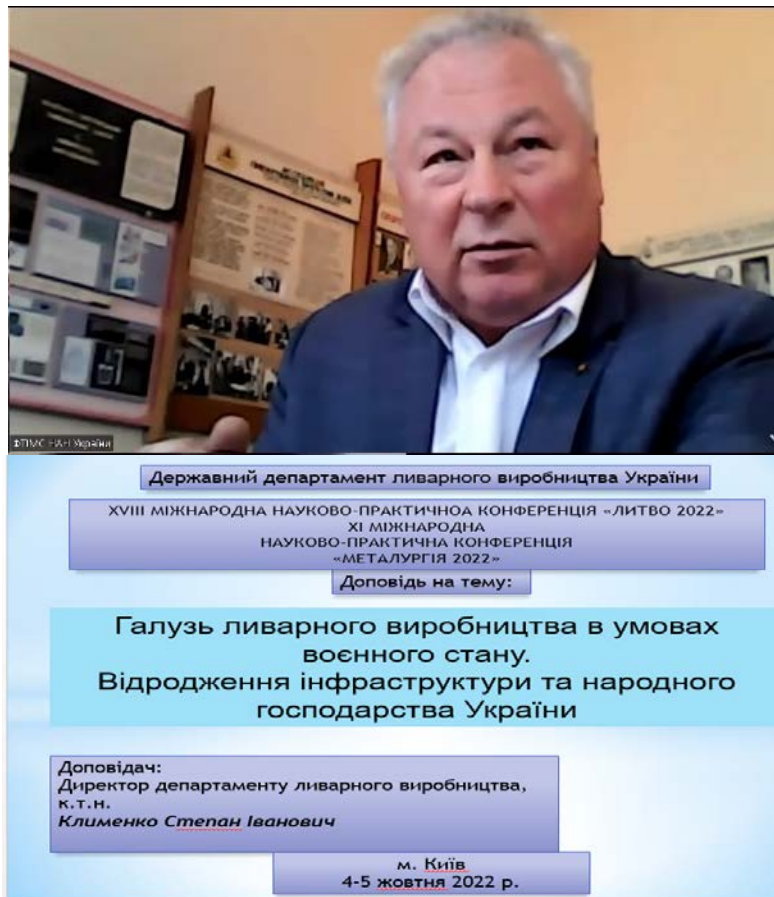 ФТІМС НАН України
Державний департамент ливарного виробництва України
XVIII МІЖНАРОДНА НАУКОВО-ПРАКТИЧНОА КОНФЕРЕНЦІЯ «ЛИТВО 2022»
XI МІЖНАРОДНА
НАУКОВО-ПРАКТИЧНА КОНФЕРЕНЦІЯ
«МЕТАЛУРГІЯ 2022»
Доповідь на тему:
Галузь ливарного виробництва в умовах
воєнного стану.
Відродження інфраструктури та народного
господарства України
Доповідач:
Директор департаменту ливарного виробництва,
к.т.н.
Клименко Степан Іванович
м. Київ
4-5 жовтня 2022 р.